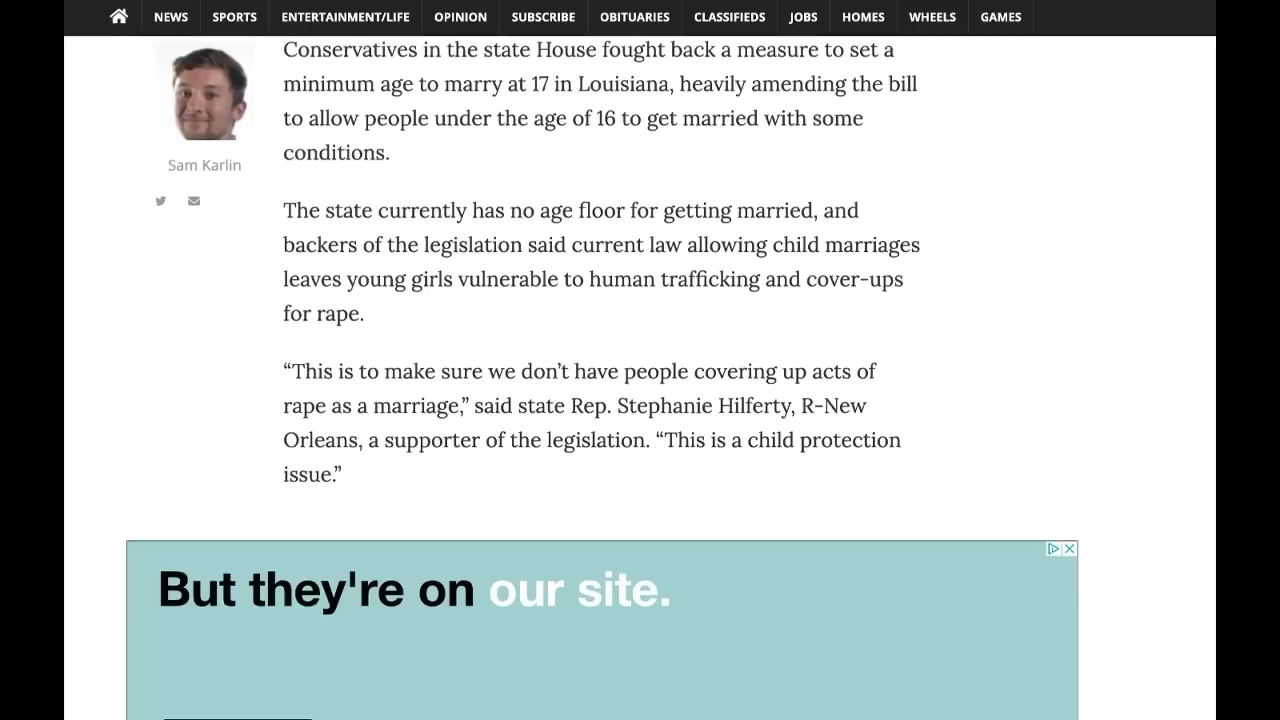 NEWS SPORTS ENTERTAINMENT/LIFE OPINION SUBSCRIBE OBITUARIES CLASSIFIEDS JOBS HOMES WHEELS GAMES
Sam Karlin
Conservatives in the state House fought back a measure to set a
minimum age to marry at 17 in Louisiana, heavily amending the bill
to allow people under the age of 16 to get married with some
conditions.
The state currently has no age floor for getting married, and
backers of the legislation said current law allowing child marriages
leaves young girls vulnerable to human trafficking and cover-ups
for rape.
“This is to make sure we don’t have people covering up acts of
rape as a marriage,” said state Rep. Stephanie Hilferty, R-New
Orleans, a supporter of the legislation. “This is a child protection
issue.”
But they're on our site.